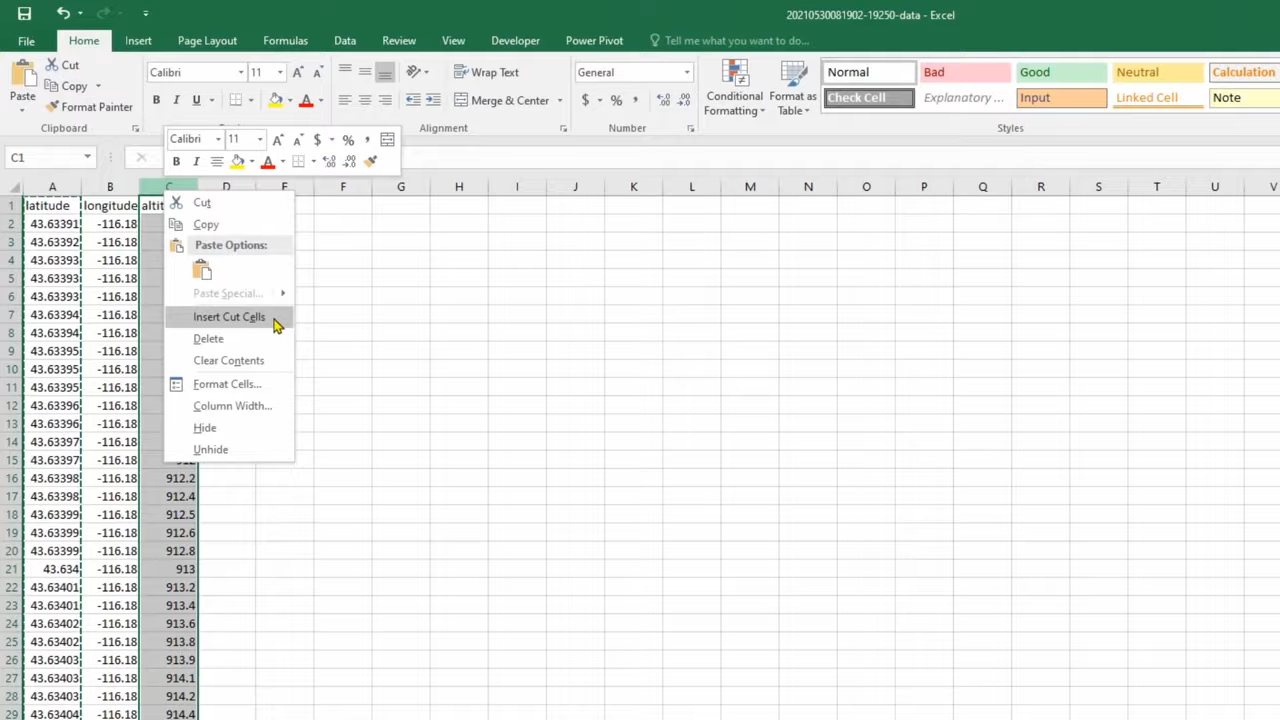 20210530081902-19250-data - Excel
File Home Insert Page Layout Formulas Data Review View Developer Power Pivot Tell me what you want to do...
Paste
Cut
Copy
Format Painter
Clipboard
Calibri 11
B I U
Wrap Text
Merge & Center
Alignment
General
$ % ,
Number
Conditional Formatting
Format as Table
Normal Bad Good Neutral Calculation
Check Cell Explanatory ... Input Linked Cell Note
Styles
Calibri 11 $ % ,
B I A
C1
A B C D E F G H I J K L M N O P Q R S T U V
Cut
Copy
Paste Options:
Paste Special...
Insert Cut Cells
Delete
Clear Contents
Format Cells...
Column Width...
Hide
Unhide
1 latitude longitude altit
2 43.63391 -116.18
3 43.63392 -116.18
4 43.63393 -116.18
5 43.63393 -116.18
6 43.63393 -116.18
7 43.63394 -116.18
8 43.63394 -116.18
9 43.63395 -116.18
10 43.63395 -116.18
11 43.63395 -116.18
12 43.63396 -116.18
13 43.63396 -116.18
14 43.63397 -116.18
15 43.63397 -116.18 912
16 43.63398 -116.18 912.2
17 43.63398 -116.18 912.4
18 43.63399 -116.18 912.5
19 43.63399 -116.18 912.6
20 43.63399 -116.18 912.8
21 43.634 -116.18 913
22 43.63401 -116.18 913.2
23 43.63401 -116.18 913.4
24 43.63402 -116.18 913.6
25 43.63402 -116.18 913.8
26 43.63403 -116.18 913.9
27 43.63403 -116.18 914.1
28 43.63403 -116.18 914.2
29 43.63404 -116.18 914.4